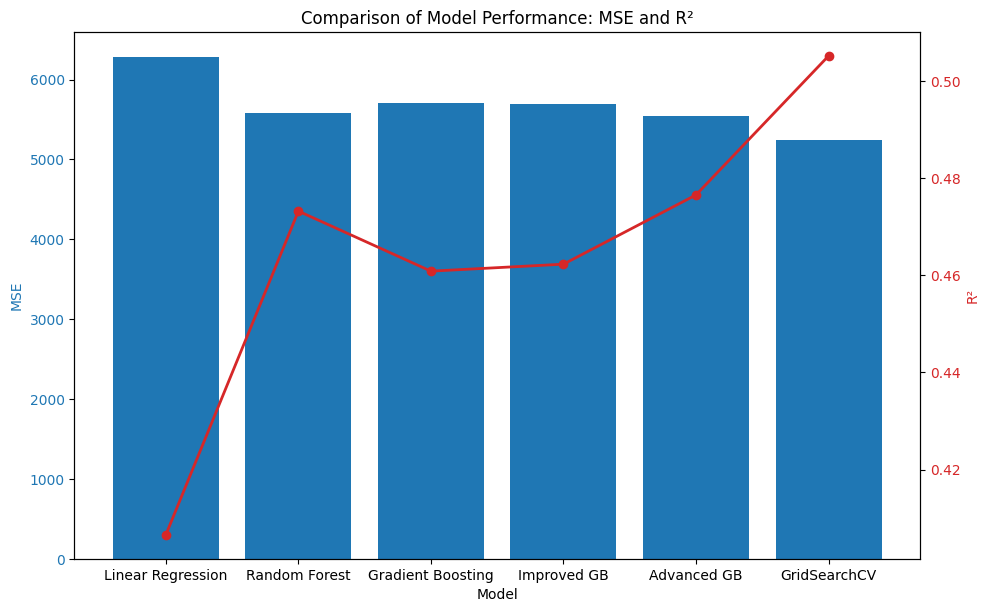 Comparison of Model Performance: MSE and R²
MSE
6000
5000
4000
3000
2000
1000
0
0.50
0.48
0.46
0.44
0.42
R²
Linear Regression Random Forest Gradient Boosting Improved GB Advanced GB GridSearchCV
Model